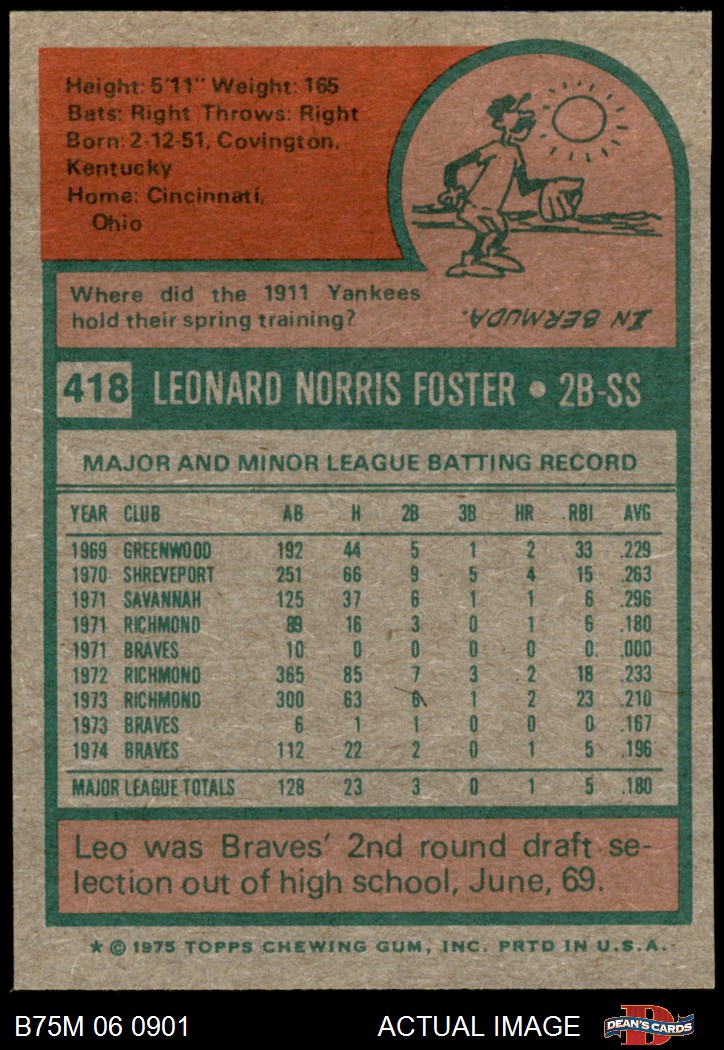 Height: 5'11" Weight: 165
Bats: Right Throws: Right
Born: 2-12-51, Covington,
Kentucky
Home: Cincinnati,
Ohio
Where did the 1911 Yankees
hold their spring training?
IN BERMUDA.
418 LEONARD NORRIS FOSTER • 2B-SS
MAJOR AND MINOR LEAGUE BATTING RECORD
YEAR CLUB AB H 2B 3B HR RBI AVG
1969 GREENWOOD 192 44 5 1 2 33 .229
1970 SHREVEPORT 251 66 9 5 4 15 .263
1971 SAVANNAH 125 37 6 1 1 6 .296
1971 RICHMOND 89 16 3 0 1 6 .180
1971 BRAVES 10 0 0 0 0 0. .000
1972 RICHMOND 365 85 7 3 2 18 .233
1973 RICHMOND 300 63 6 1 2 23 .210
1973 BRAVES 6 1 1 0 0 0 .167
1974 BRAVES 112 22 2 0 1 5 .196
MAJOR LEAGUE TOTALS 128 23 3 0 1 5 .180
Leo was Braves' 2nd round draft se-
lection out of high school, June, 69.
* © 1975 TOPPS CHEWING GUM, INC. PRTD IN U.S.A.
B75M 06 0901 ACTUAL IMAGE DEAN'S CARDS